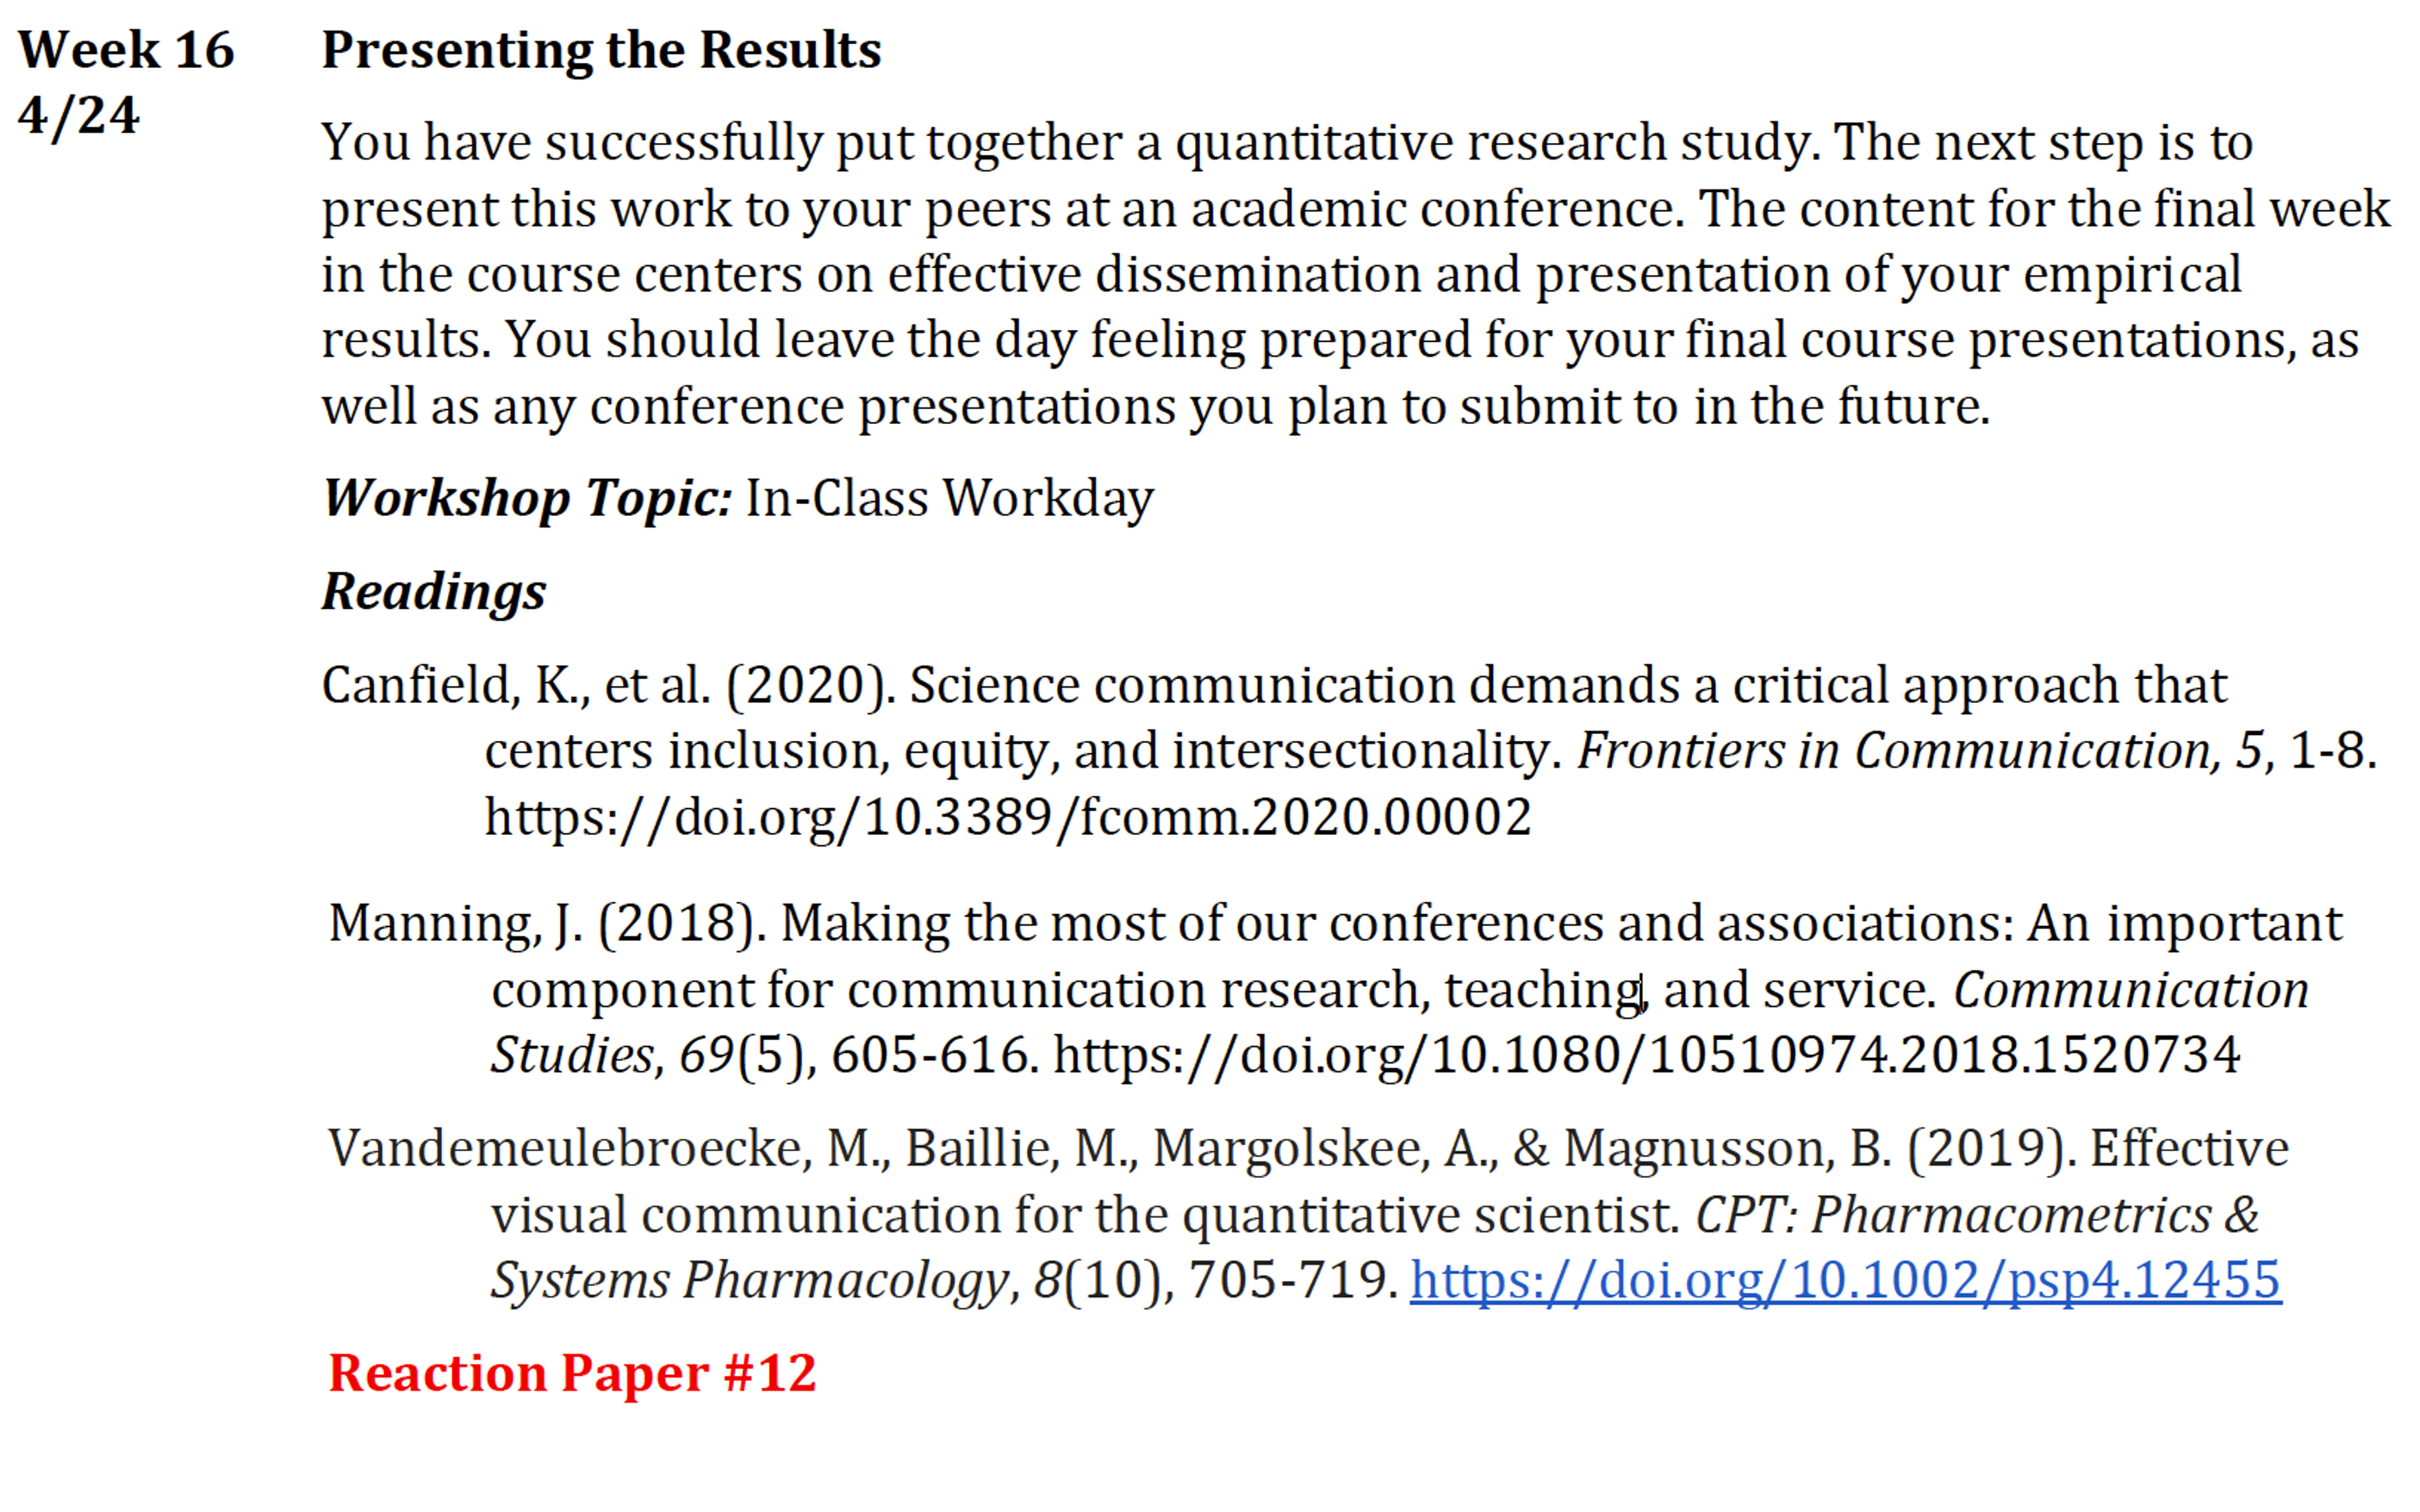 Week 16
4/24
Presenting the Results
You have successfully put together a quantitative research study. The next step is to
present this work to your peers at an academic conference. The content for the final week
in the course centers on effective dissemination and presentation of your empirical
results. You should leave the day feeling prepared for your final course presentations, as
well as any conference presentations you plan to submit to in the future.
Workshop Topic: In-Class Workday
Readings
Canfield, K., et al. (2020). Science communication demands a critical approach that
centers inclusion, equity, and intersectionality. Frontiers in Communication, 5, 1-8.
https://doi.org/10.3389/fcomm.2020.00002
Manning, J. (2018). Making the most of our conferences and associations: An important
component for communication research, teaching, and service. Communication
Studies, 69(5), 605-616. https://doi.org/10.1080/10510974.2018.1520734
Vandemeulebroecke, M., Baillie, M., Margolskee, A., & Magnusson, B. (2019). Effective
visual communication for the quantitative scientist. CPT: Pharmacometrics &
Systems Pharmacology, 8(10), 705-719. https://doi.org/10.1002/psp4.12455
Reaction Paper #12